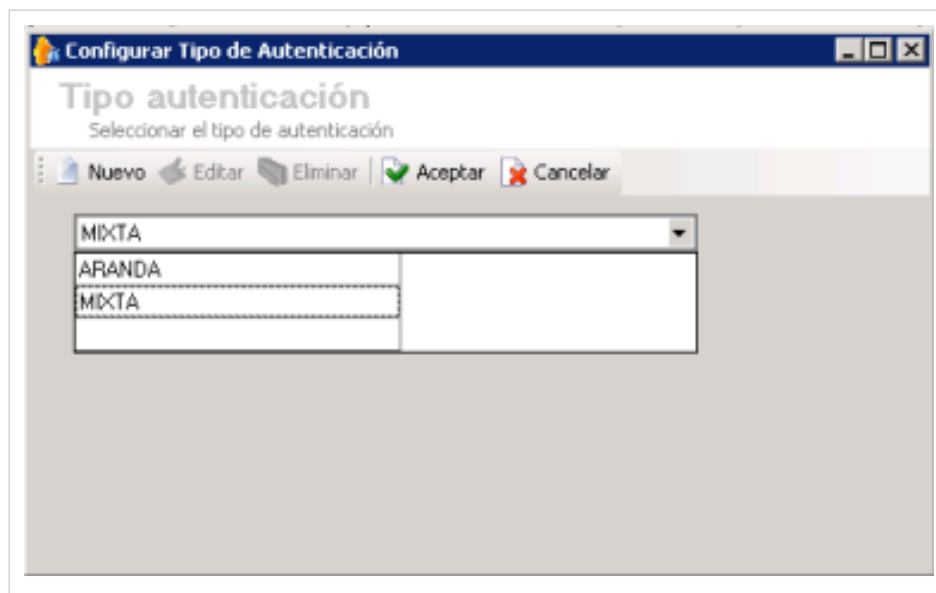 Configurar Tipo de Autenticación
Tipo autenticación
Seleccionar el tipo de autenticación
Nuevo Editar Eliminar Aceptar Cancelar
MIXTA
ARANDA
MIXTA